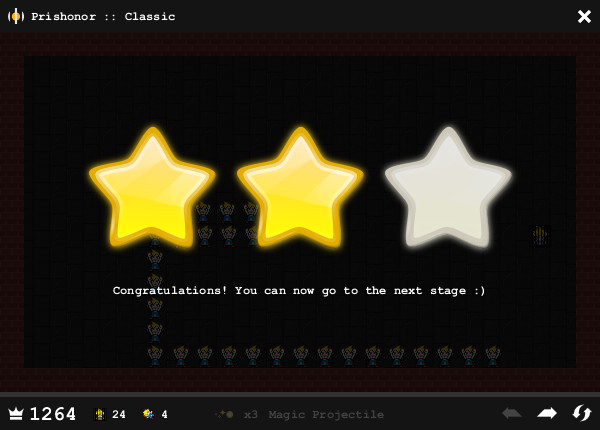 Prishonor :: Classic
Congratulations! You can now go to the next stage :)
1264 24 4 x3 Magic Projectile